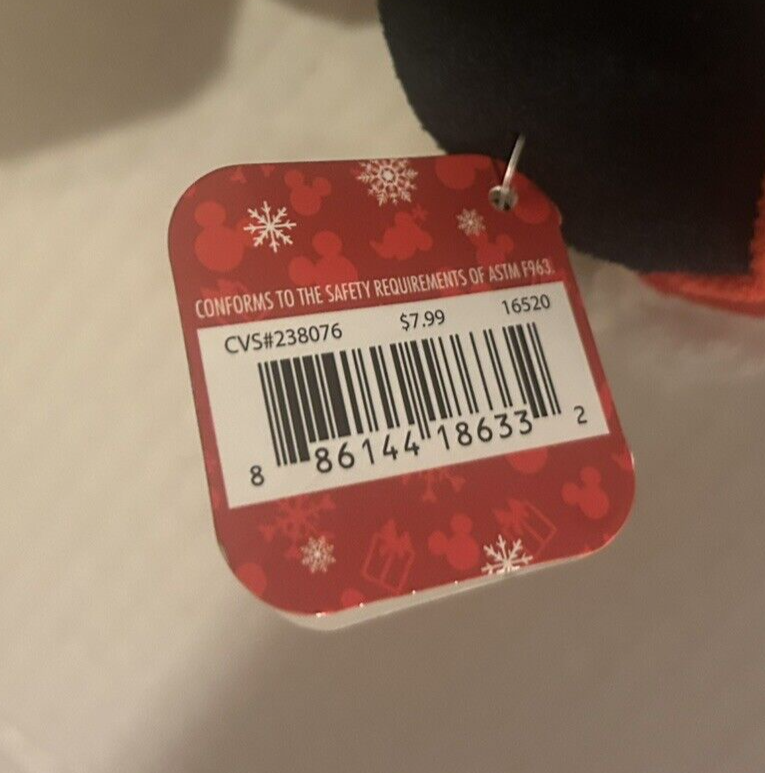 CONFORMS TO THE SAFETY REQUIREMENTS OF ASTM F963.
CVS#238076 $7.99 16520
8 86144 18633 2